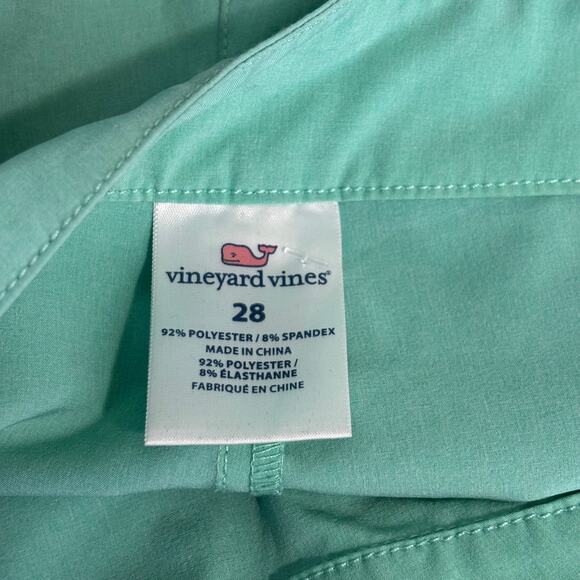 vineyard vines®
28
92% POLYESTER / 8% SPANDEX
MADE IN CHINA
92% POLYESTER /
8% ÉLASTHANNE
FABRIQUÉ EN CHINE